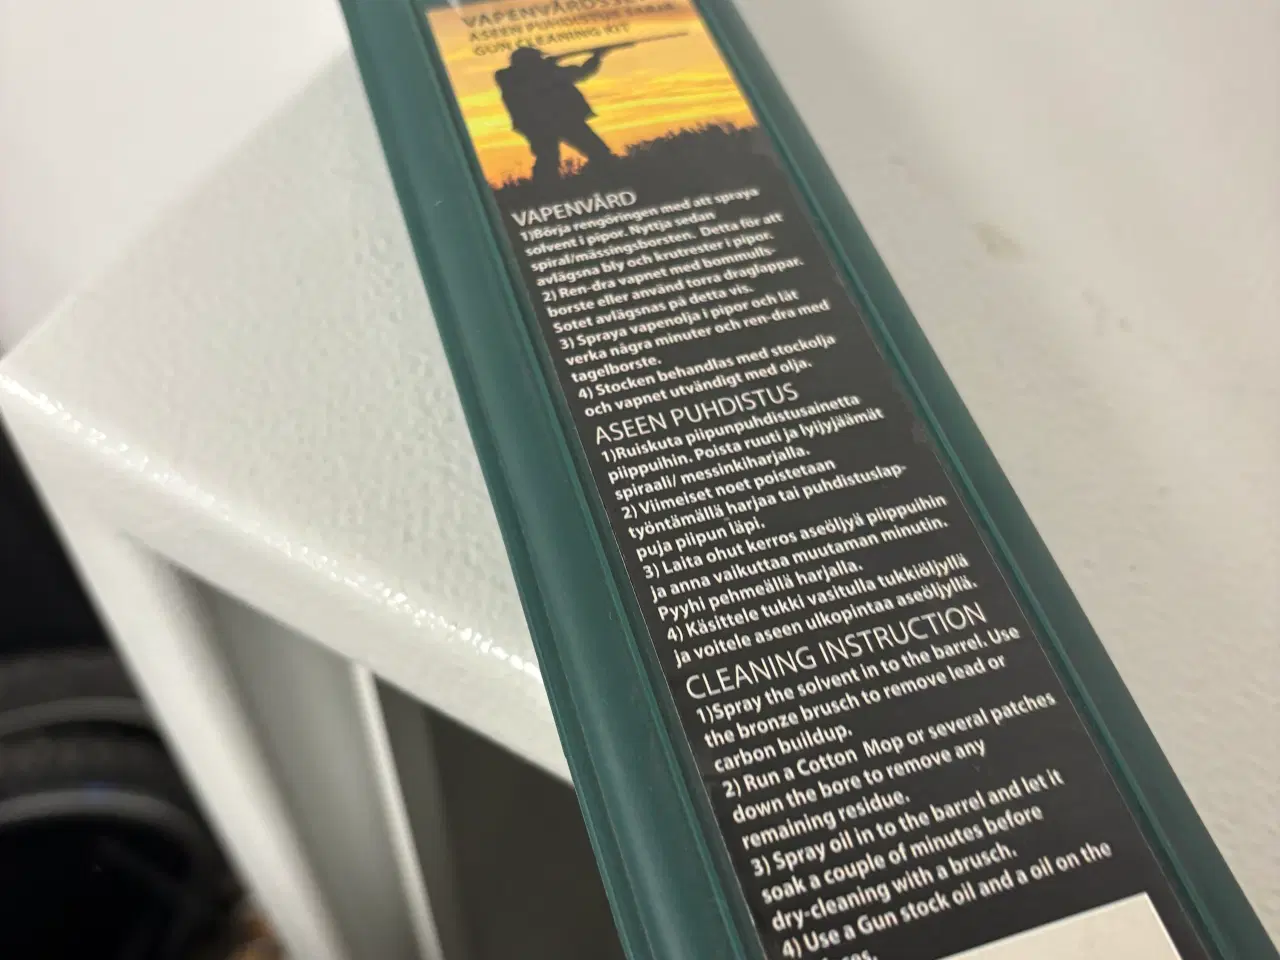 VAPENVÅRDSSET
ASEEN PUHDISTUS SARJA
GUN CLEANING KIT
VAPENVÅRD
1)Börja rengöringen med att spraya
solvent i pipor. Nyttja sedan
spiral/mässingsborsten. Detta för att
avlägsna bly och krutrester i pipor.
2) Ren-dra vapnet med bommulls-
borste eller använd torra draglappar.
Sotet avlägsnas på detta vis.
3) Spraya vapenolja i pipor och låt
verka några minuter och ren-dra med
tagelborste.
4) Stocken behandlas med stockolja
och vapnet utvändigt med olja.
ASEEN PUHDISTUS
1)Ruiskuta piipunpuhdistusainetta
piippuihin. Poista ruuti ja lyijyjäämät
spiraali/ messinkiharjalla.
2) Viimeiset noet poistetaan
työntämällä harjaa tai puhdistuslap-
puja piipun läpi.
3) Laita ohut kerros aseöljyä piippuihin
ja anna vaikuttaa muutaman minutin.
Pyyhi pehmeällä harjalla.
4) Käsittele tukki vasitulla tukkiöljyllä
ja voitele aseen ulkopintaa aseöljyllä.
CLEANING INSTRUCTION
1)Spray the solvent in to the barrel. Use
the bronze brusch to remove lead or
carbon buildup.
2) Run a Cotton Mop or several patches
down the bore to remove any
remaining residue.
3) Spray oil in to the barrel and let it
soak a couple of minutes before
dry-cleaning with a brusch.
4) Use a Gun stock oil and a oil on the